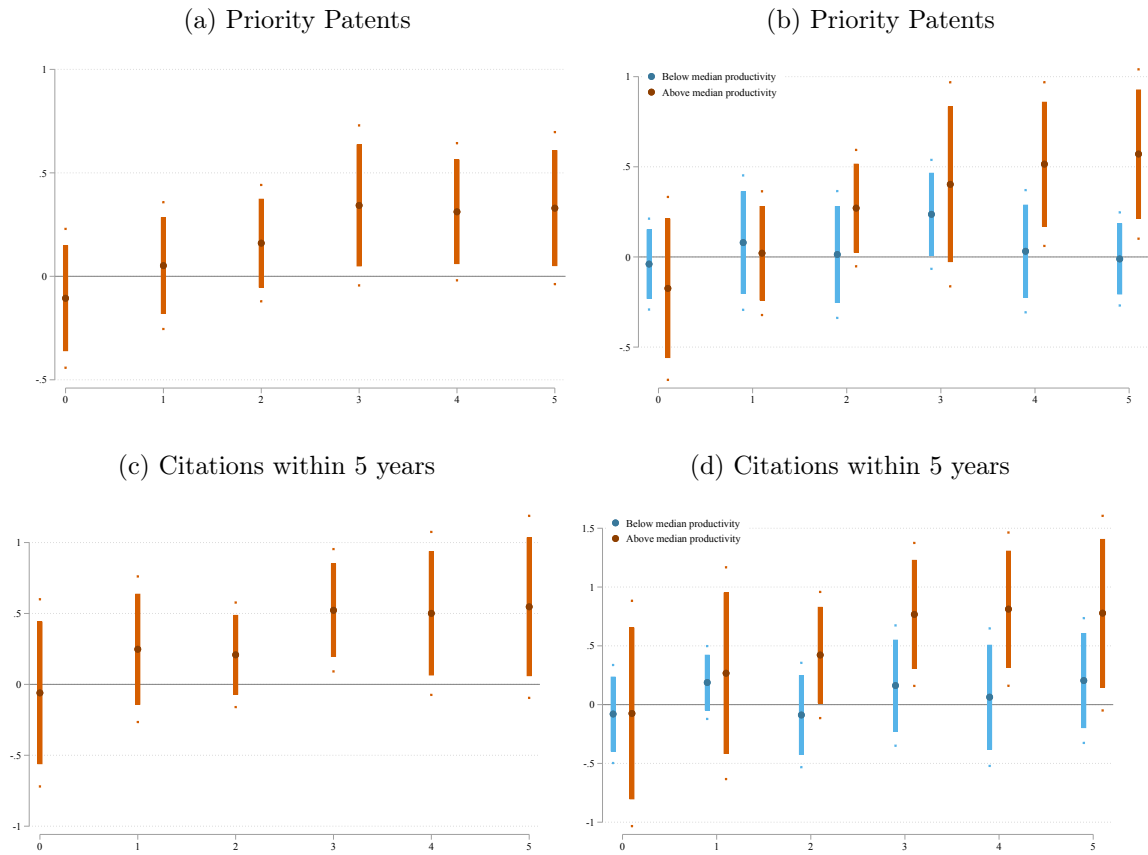 (a) Priority Patents
1
.5
0
-.5
0 1 2 3 4 5
(b) Priority Patents
Below median productivity
Above median productivity
1
.5
0
-.5
0 1 2 3 4 5
(c) Citations within 5 years
1
.5
0
-.5
-1
0 1 2 3 4 5
(d) Citations within 5 years
Below median productivity
Above median productivity
1.5
1
.5
0
-.5
-1
0 1 2 3 4 5